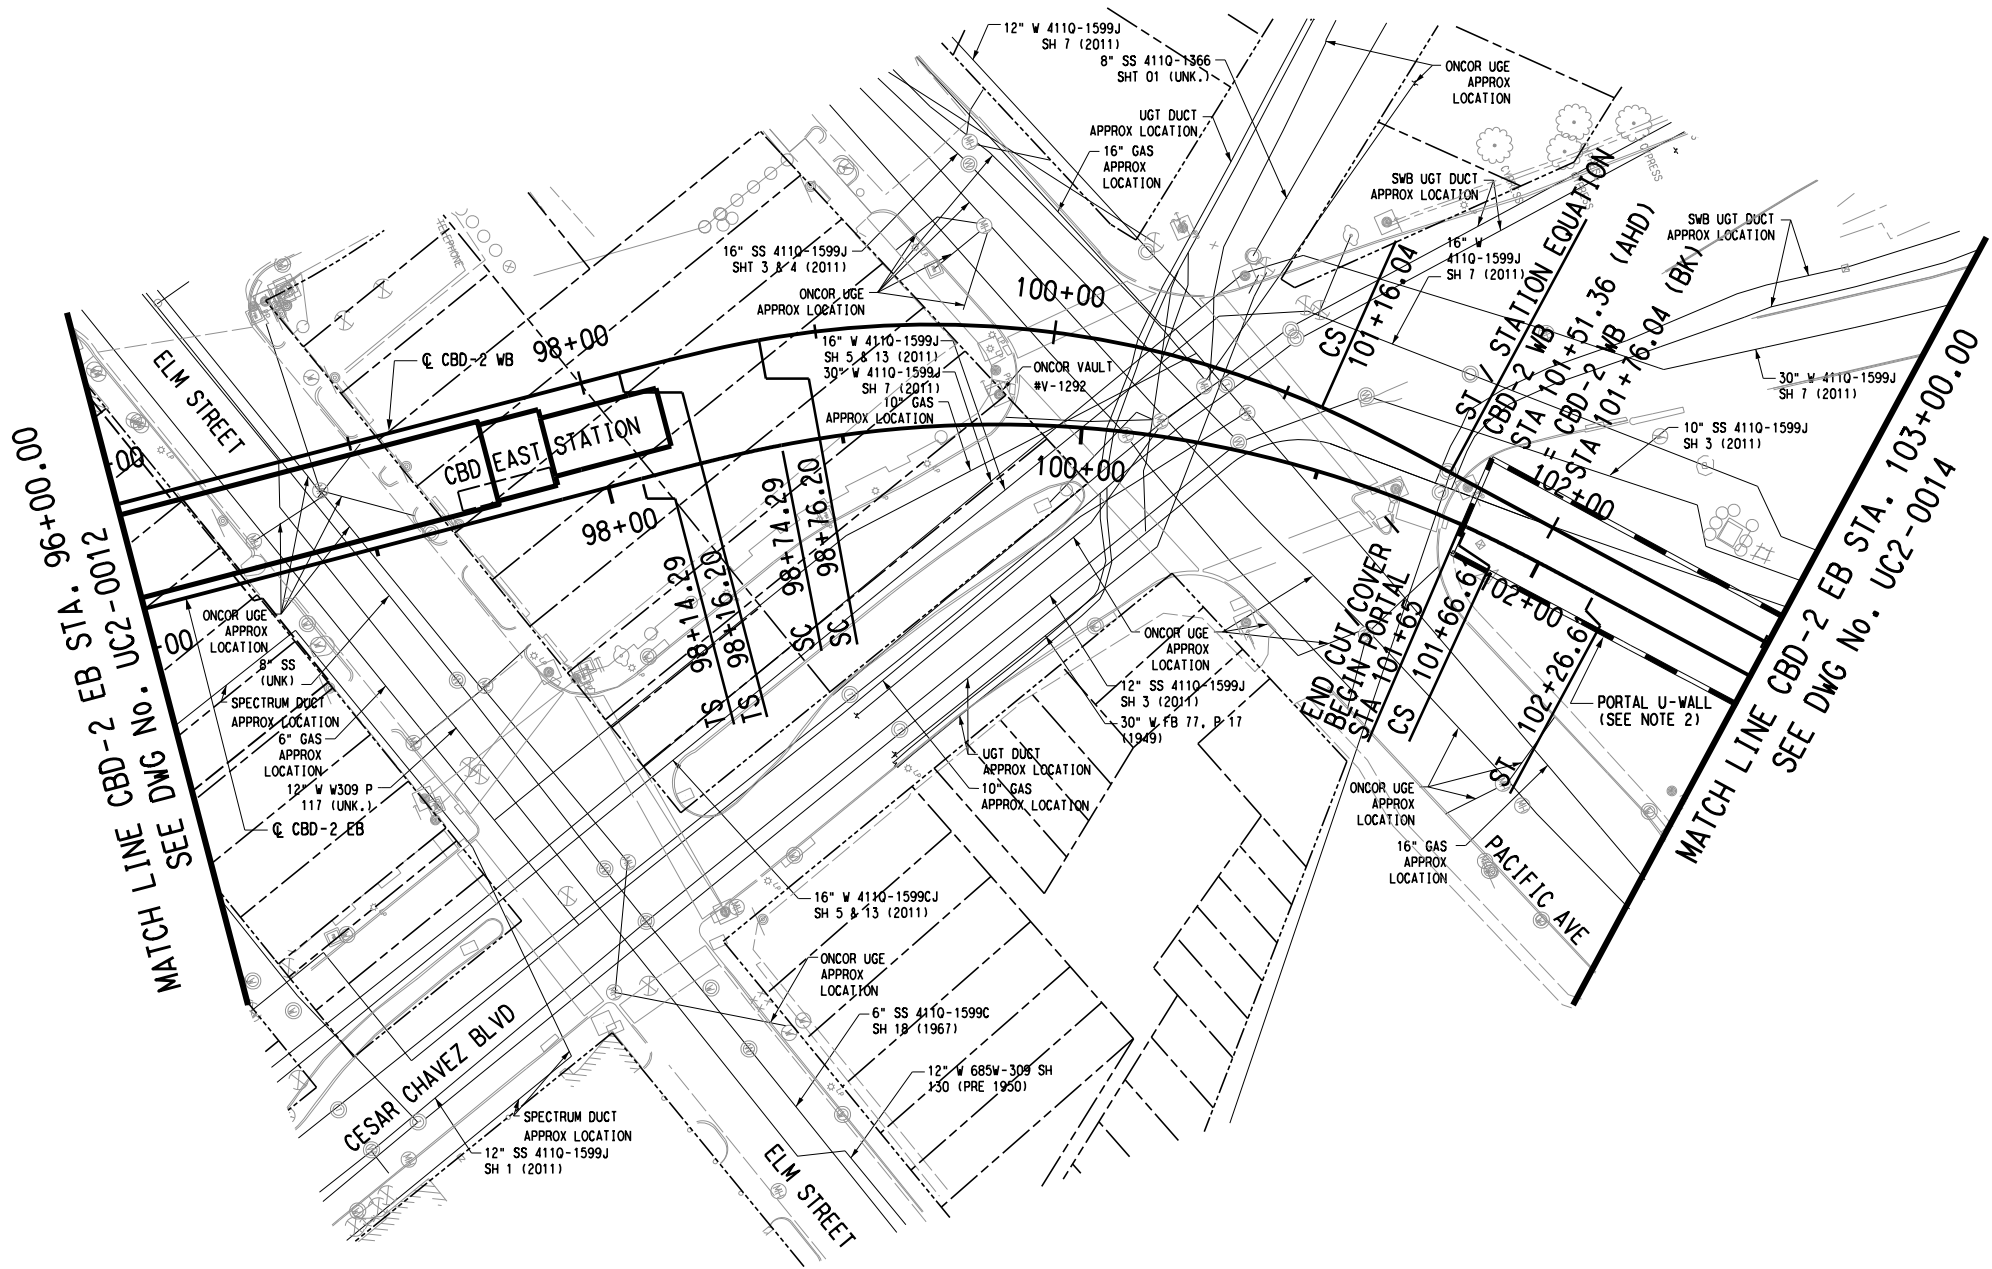 12" W 411Q-1599J
SH 7 (2011)
8" SS 411Q-1366
SHT 01 (UNK.)
UGT DUCT
APPROX LOCATION
16" GAS
APPROX
LOCATION
ONCOR UGE
APPROX
LOCATION
SWB UGT DUCT
APPROX LOCATION
CYPRESS
SWB UGT DUCT
APPROX LOCATION
16" W
411Q-1599J
SH 7 (2011)
TELEPHONE
16" SS 411Q-1599J
SHT 3 & 4 (2011)
ONCOR UGE
APPROX LOCATION
16" W 411Q-1599J
SH 5 & 13 (2011)
30" W 411Q-1599J
SH 7 (2011)
10" GAS
APPROX LOCATION
ONCOR VAULT
#V-1292
100+00
CS
101+16.04
ST / STATION EQUATION
CBD-2 WB
STA 101+51.36 (AHD)
= CBD-2 WB
STA 101+76.04 (BK)
30" W 411Q-1599J
SH 7 (2011)
10" SS 411Q-1599J
SH 3 (2011)
ELM STREET
℄ CBD-2 WB
98+00
CBD EAST STATION
98+00
100+00
102+00
102+00
-00
-00
MATCH LINE CBD-2 EB STA. 96+00.00
SEE DWG No. UC2-0012
TS 98+14.29
TS 98+16.20
SC 98+74.29
SC 98+76.20
ONCOR UGE
APPROX
LOCATION
8" SS
(UNK)
SPECTRUM DUCT
APPROX LOCATION
6" GAS
APPROX
LOCATION
12" W W309 P
117 (UNK.)
℄ CBD-2 EB
ONCOR UGE
APPROX
LOCATION
12" SS 411Q-1599J
SH 3 (2011)
30" W FB 77, P 17
(1949)
UGT DUCT
APPROX LOCATION
10" GAS
APPROX LOCATION
END CUT/COVER /
BEGIN PORTAL
STA 101+65
CS 101+66.61
ST 102+26.61
PORTAL U-WALL
(SEE NOTE 2)
ONCOR UGE
APPROX
LOCATION
16" GAS
APPROX
LOCATION
PACIFIC AVE
MATCH LINE CBD-2 EB STA. 103+00.00
SEE DWG No. UC2-0014
16" W 411Q-1599CJ
SH 5 & 13 (2011)
ONCOR UGE
APPROX
LOCATION
6" SS 411Q-1599C
SH 18 (1967)
12" W 685W-309 SH
130 (PRE 1950)
CESAR CHAVEZ BLVD
SPECTRUM DUCT
APPROX LOCATION
12" SS 411Q-1599J
SH 1 (2011)
ELM STREET